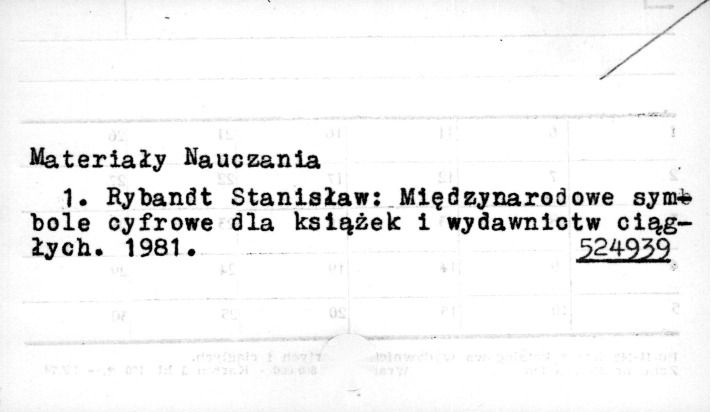 Materiały Nauczania
1. Rybandt Stanisław: Międzynarodowe sym-
bole cyfrowe dla książek i wydawnictw ciąg-
łych. 1981. 524939